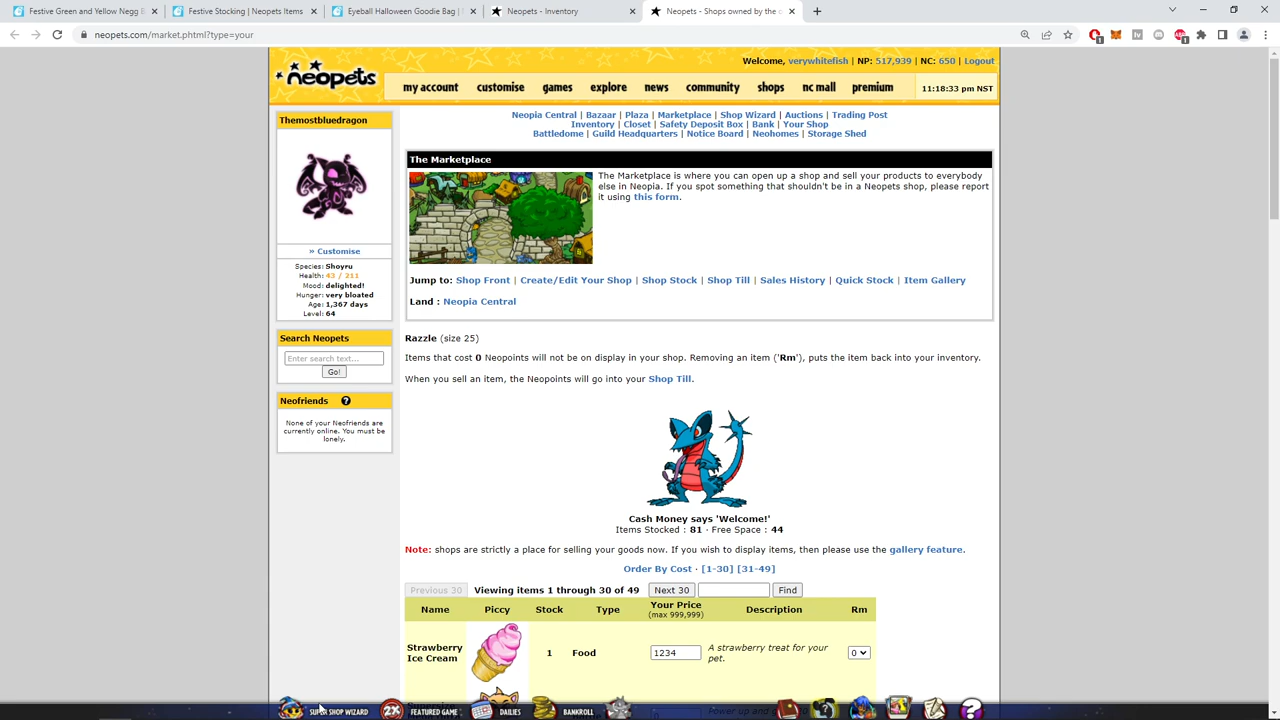 Festive Green and Yellow Negg
Festive Stocking | Neopets Items
Eyeball Halloween Goodie Bag
Neopets - Inventory
Neopets - Shops owned by the
neopets.com/market.phtml?type=your
Welcome, verywhitefish | NP: 517,939 | NC: 650 | Logout
neopets
my account customise games explore news community shops nc mall premium
11:18:33 pm NST
Themostbluedragon
» Customise
Species: Shoyru
Health: 43 / 211
Mood: delighted!
Hunger: very bloated
Age: 1,367 days
Level: 64
Search Neopets
Enter search text...
Go!
Neofriends ?
None of your Neofriends are
currently online. You must be
lonely.
Neopia Central | Bazaar | Plaza | Marketplace | Shop Wizard | Auctions | Trading Post
Inventory | Closet | Safety Deposit Box | Bank | Your Shop
Battledome | Guild Headquarters | Notice Board | Neohomes | Storage Shed
The Marketplace
The Marketplace is where you can open up a shop and sell your products to everybody
else in Neopia. If you spot something that shouldn't be in a Neopets shop, please report
it using this form.
Jump to: Shop Front | Create/Edit Your Shop | Shop Stock | Shop Till | Sales History | Quick Stock | Item Gallery
Land : Neopia Central
Razzle (size 25)
Items that cost 0 Neopoints will not be on display in your shop. Removing an item ('Rm'), puts the item back into your inventory.
When you sell an item, the Neopoints will go into your Shop Till.
Cash Money says 'Welcome!'
Items Stocked : 81 · Free Space : 44
Note: shops are strictly a place for selling your goods now. If you wish to display items, then please use the gallery feature.
Order By Cost · [1-30] [31-49]
Previous 30 Viewing items 1 through 30 of 49 Next 30 Find
Name Piccy Stock Type Your Price Description Rm
(max 999,999)
Strawberry
Ice Cream
1 Food 1234 A strawberry treat for your
pet. 0
SUPER SHOP WIZARD 2X FEATURED GAME DAILIES BANKROLL